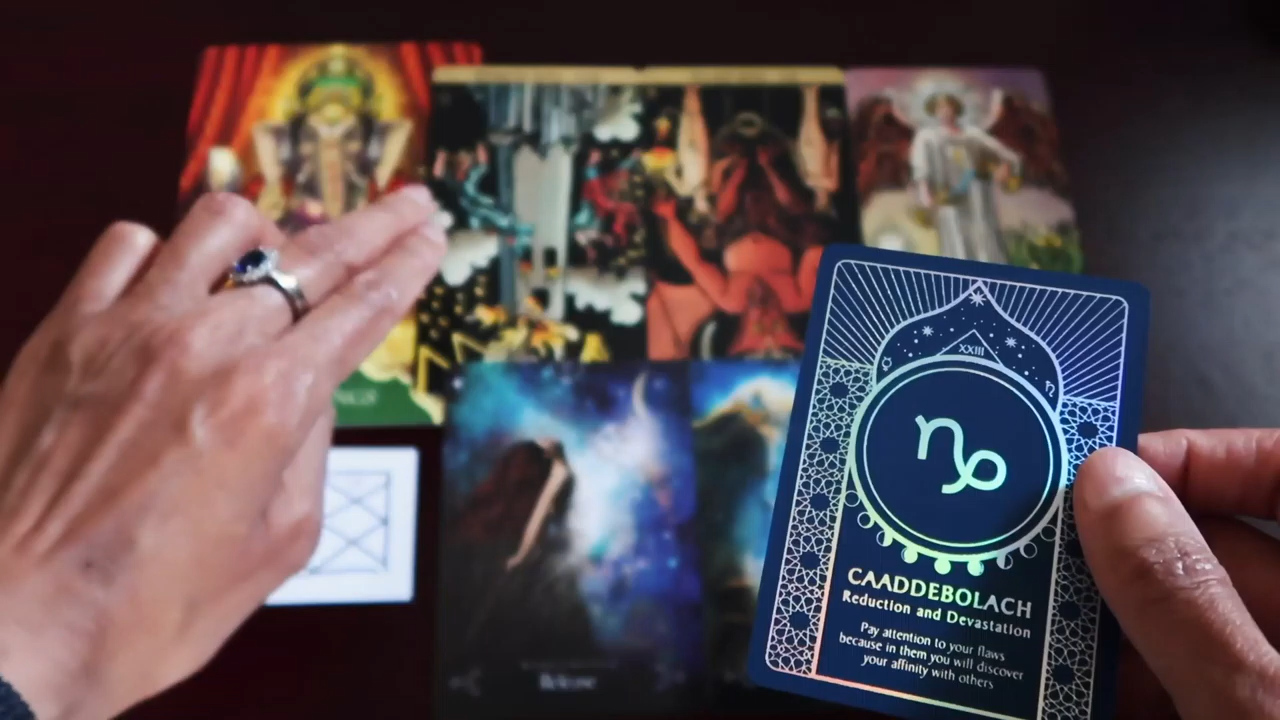 XXIII
CAADDEBOLACH
Reduction and Devastation
Pay attention to your flaws
because in them you will discover
your affinity with others
Release